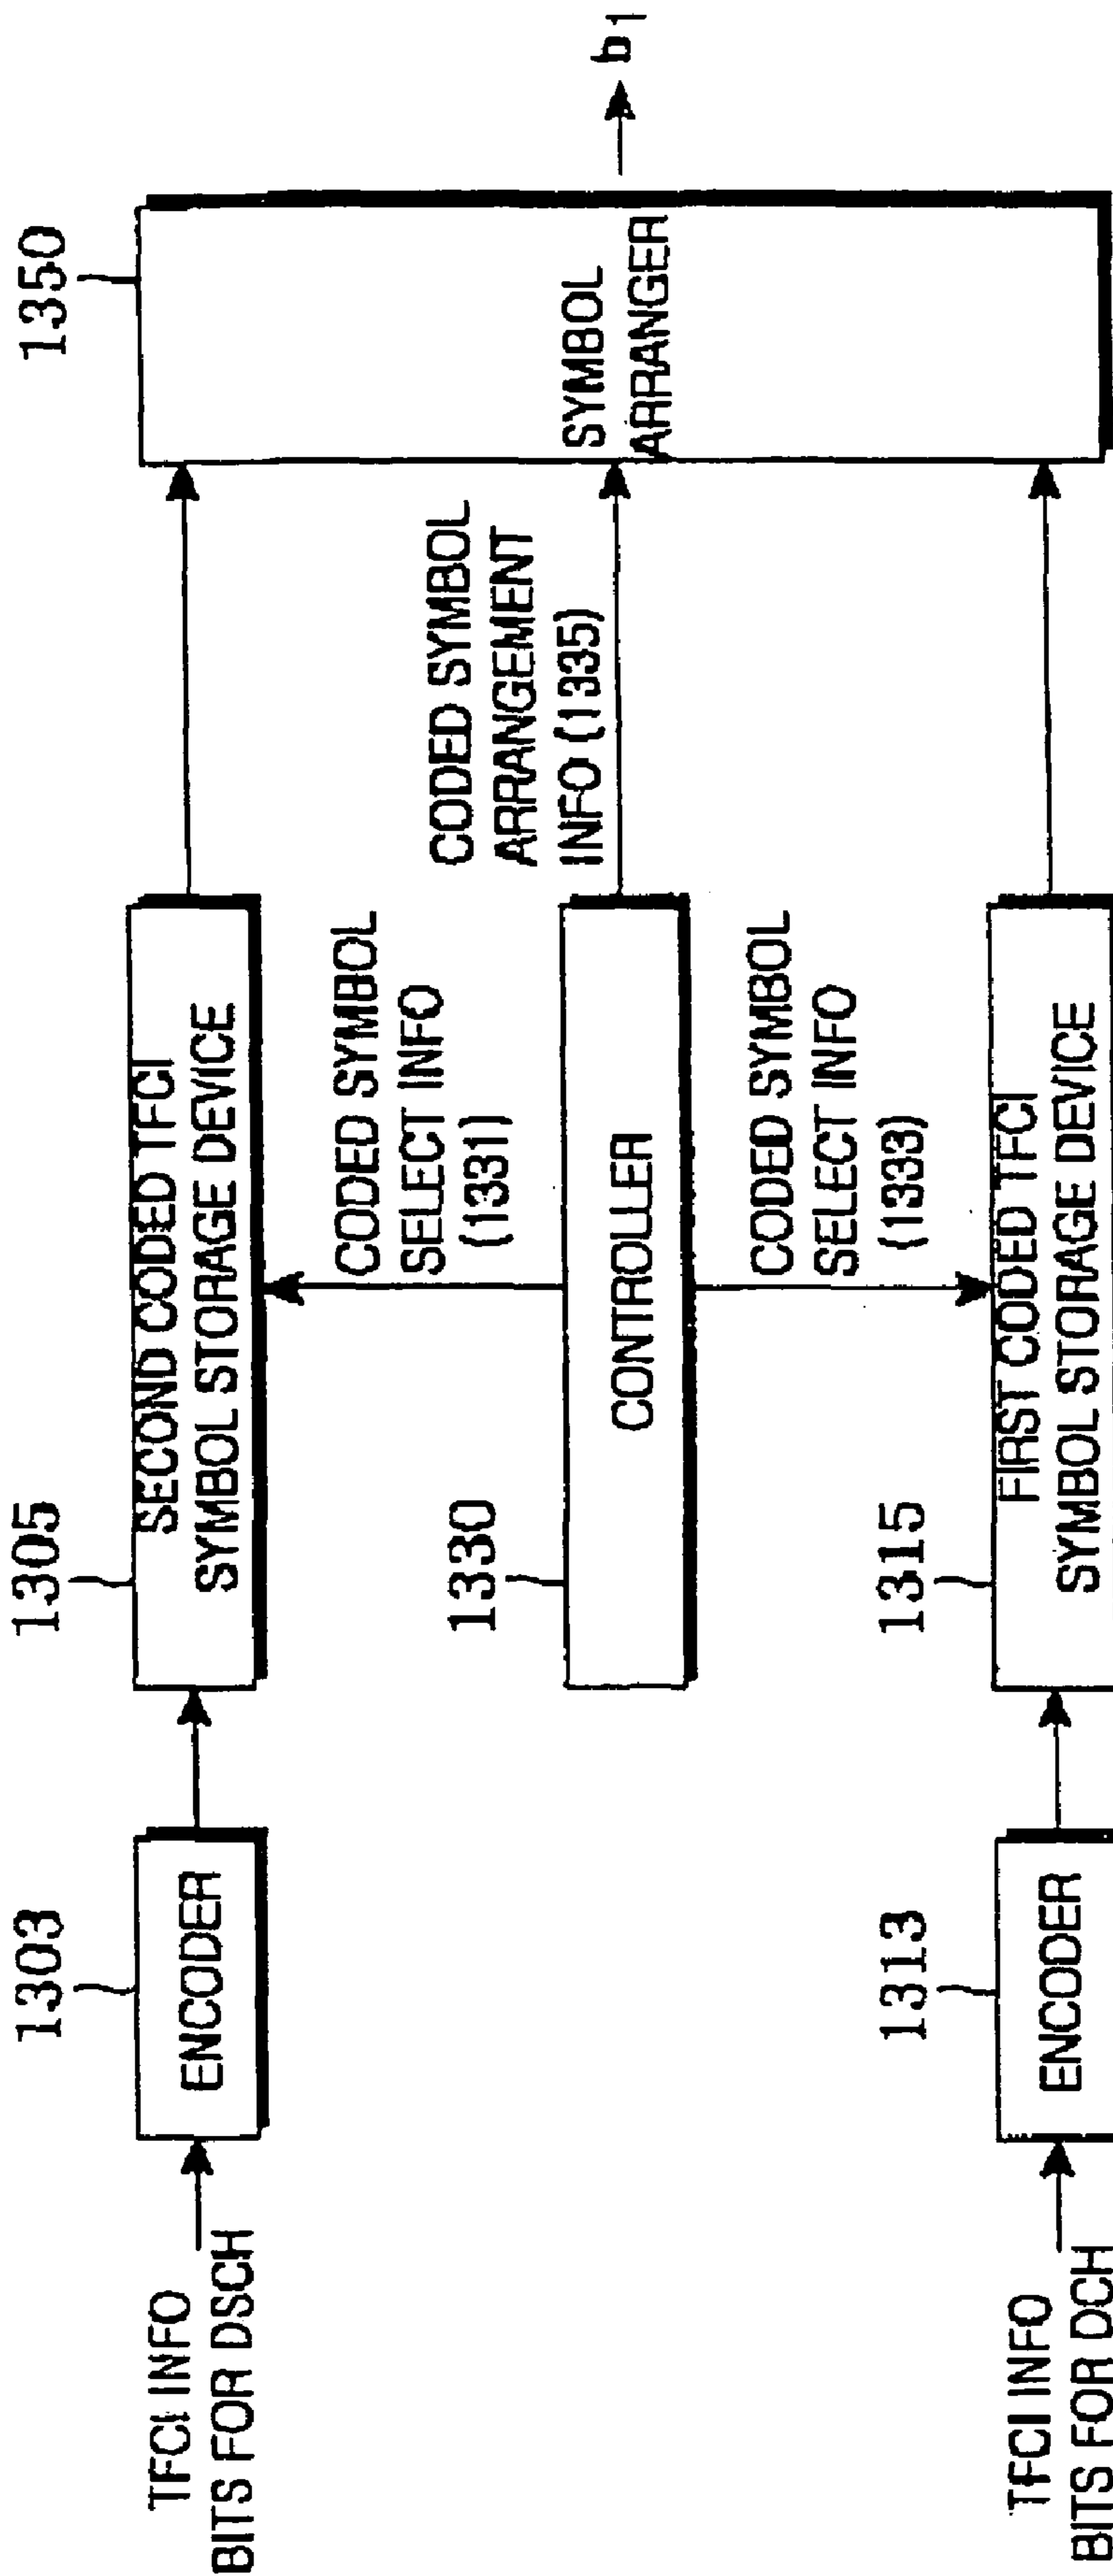 TFCI INFO
BITS FOR DSCH
1303
ENCODER
1305
SECOND CODED TFCI
SYMBOL STORAGE DEVICE
CODED SYMBOL
SELECT INFO
(1331)
1330
CONTROLLER
CODED SYMBOL
ARRANGEMENT
INFO (1335)
CODED SYMBOL
SELECT INFO
(1333)
TFCI INFO
BITS FOR DCH
1313
ENCODER
1315
FIRST CODED TFCI
SYMBOL STORAGE DEVICE
1350
SYMBOL
ARRANGER
b1